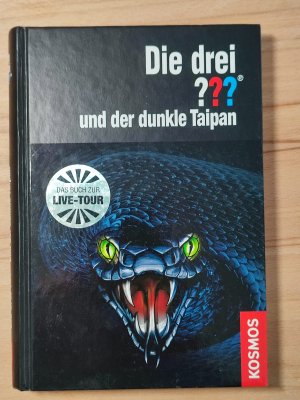 Die drei
???®
und der dunkle Taipan
DAS BUCH ZUR
LIVE-TOUR
KOSMOS